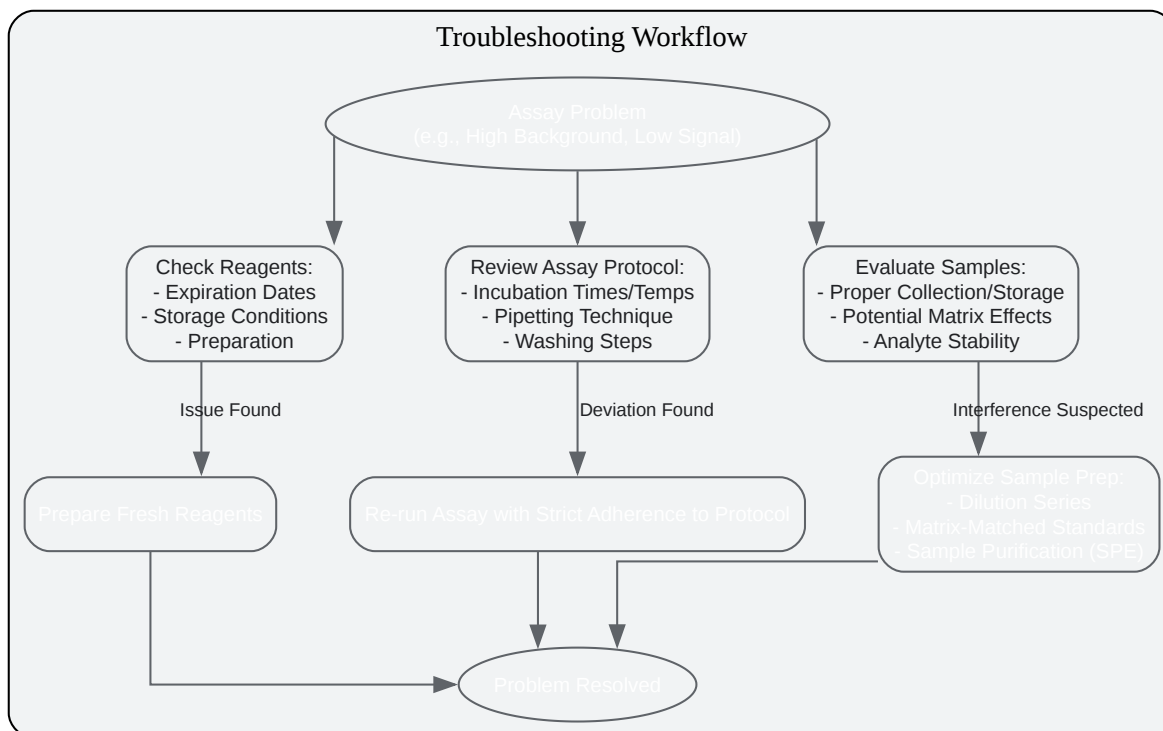 Troubleshooting Workflow
Assay Problem
(e.g., High Background, Low Signal)
Check Reagents:
- Expiration Dates
- Storage Conditions
- Preparation
Review Assay Protocol:
- Incubation Times/Temps
- Pipetting Technique
- Washing Steps
Evaluate Samples:
- Proper Collection/Storage
- Potential Matrix Effects
- Analyte Stability
Issue Found
Deviation Found
Interference Suspected
Prepare Fresh Reagents
Re-run Assay with Strict Adherence to Protocol
Optimize Sample Prep:
- Dilution Series
- Matrix-Matched Standards
- Sample Purification (SPE)
Problem Resolved